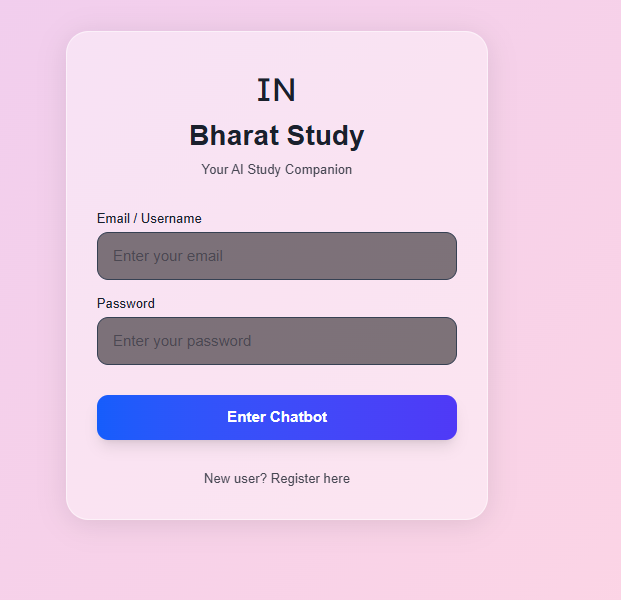 IN
Bharat Study
Your AI Study Companion
Email / Username
Enter your email
Password
Enter your password
Enter Chatbot
New user? Register here